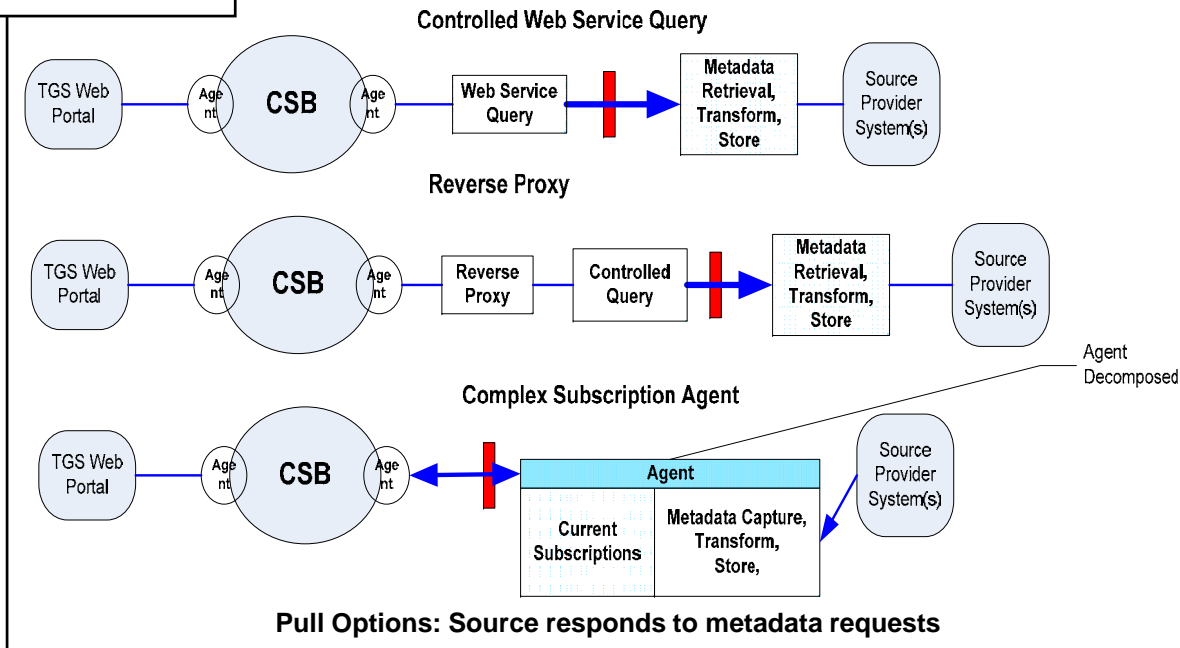 Controlled Web Service Query
TGS Web
Portal
Age
nt
CSB
Age
nt
Web Service
Query
Metadata
Retrieval,
Transform,
Store
Source
Provider
System(s)
Reverse Proxy
TGS Web
Portal
Age
nt
CSB
Age
nt
Reverse
Proxy
Controlled
Query
Metadata
Retrieval,
Transform,
Store
Source
Provider
System(s)
Agent
Decomposed
Complex Subscription Agent
TGS Web
Portal
Age
nt
CSB
Age
nt
Agent
Current
Subscriptions
Metadata Capture,
Transform,
Store,
Source
Provider
System(s)
Pull Options: Source responds to metadata requests